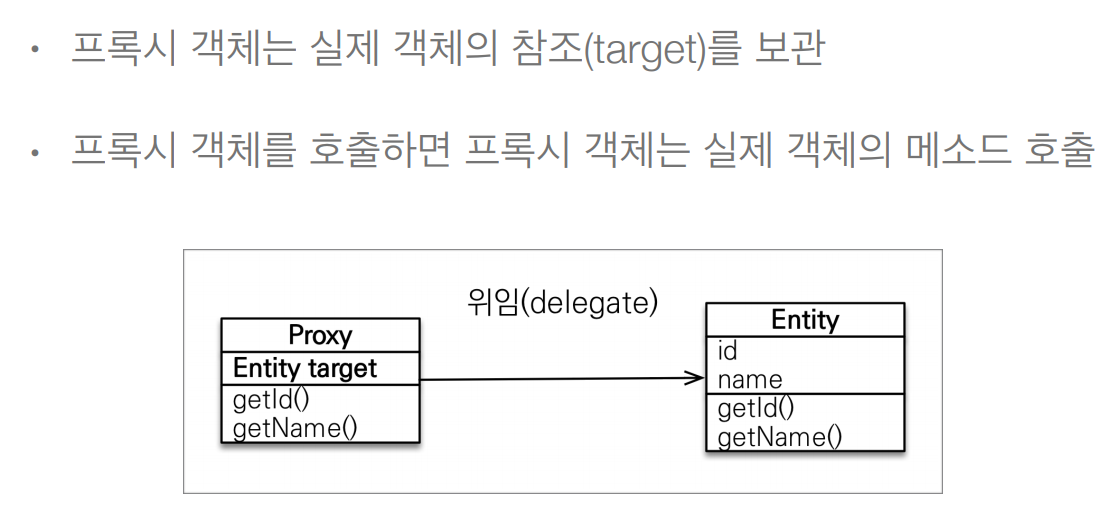 • 프록시 객체는 실제 객체의 참조(target)를 보관
• 프록시 객체를 호출하면 프록시 객체는 실제 객체의 메소드 호출
위임(delegate)
Proxy
Entity target
getId()
getName()
Entity
id
name
getId()
getName()